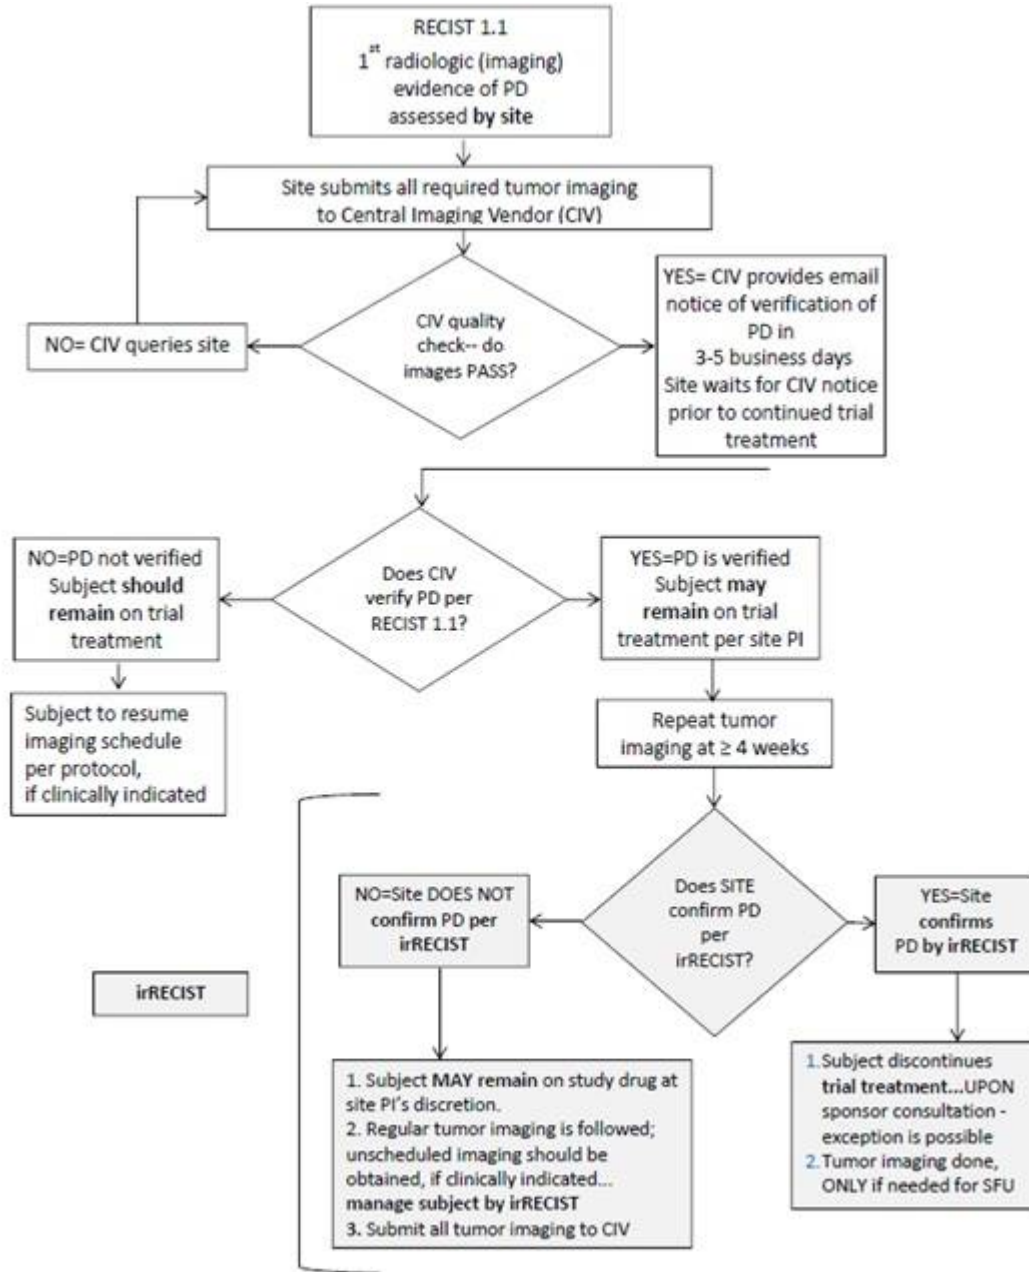 RECIST 1.1
1st radiologic (imaging)
evidence of PD
assessed by site
Site submits all required tumor imaging
to Central Imaging Vendor (CIV)
CIV quality
check-- do
images PASS?
NO= CIV queries site
YES= CIV provides email
notice of verification of
PD in
3-5 business days
Site waits for CIV notice
prior to continued trial
treatment
Does CIV
verify PD per
RECIST 1.1?
NO=PD not verified
Subject should
remain on trial
treatment
Subject to resume
imaging schedule
per protocol,
if clinically indicated
YES=PD is verified
Subject may
remain on trial
treatment per site PI
Repeat tumor
imaging at ≥ 4 weeks
Does SITE
confirm PD
per
irRECIST?
NO=Site DOES NOT
confirm PD per
irRECIST
YES=Site
confirms
PD by irRECIST
irRECIST
1. Subject MAY remain on study drug at
site PI's discretion.
2. Regular tumor imaging is followed;
unscheduled imaging should be
obtained, if clinically indicated...
manage subject by irRECIST
3. Submit all tumor imaging to CIV
1. Subject discontinues
trial treatment...UPON
sponsor consultation -
exception is possible
2. Tumor imaging done,
ONLY if needed for SFU